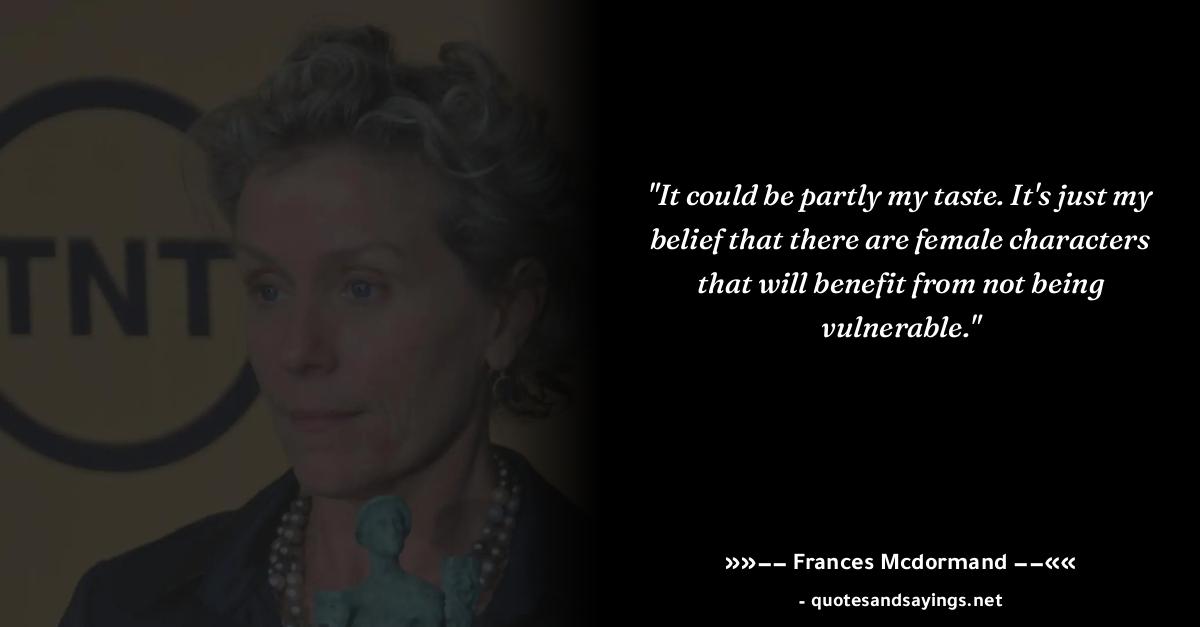 TNT
"It could be partly my taste. It's just my
belief that there are female characters
that will benefit from not being
vulnerable."
»»–– Frances Mcdormand ––««
- quotesandsayings.net